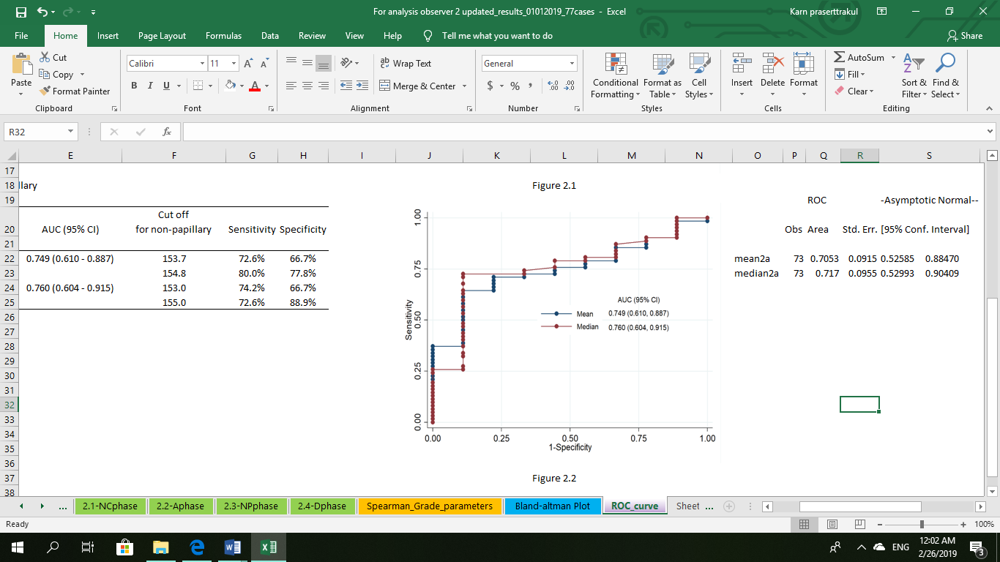 For analysis observer 2 updated_results_01012019_77cases - Excel
Karn praserttrakul
File Home Insert Page Layout Formulas Data Review View Help Tell me what you want to do Share
Paste
Cut
Copy
Format Painter
Clipboard
Calibri 11 A A
B I U A
Font
ab Wrap Text
Merge & Center
Alignment
General
$ % , .0 .00 .00 .0
Number
Conditional Formatting
Format as Table
Cell Styles
Styles
Insert Delete Format
Cells
AutoSum
Fill
Clear
Sort & Filter
Find & Select
Editing
R32 fx
E F G H I J K L M N O P Q R S
17
18 llary Figure 2.1
19 ROC -Asymptotic Normal--
20 AUC (95% CI) Cut off for non-papillary Sensitivity Specificity Obs Area Std. Err. [95% Conf. Interval]
21
22 0.749 (0.610 - 0.887) 153.7 72.6% 66.7% mean2a 73 0.7053 0.0915 0.52585 0.88470
23 154.8 80.0% 77.8% median2a 73 0.717 0.0955 0.52993 0.90409
24 0.760 (0.604 - 0.915) 153.0 74.2% 66.7%
25 155.0 72.6% 88.9%
26
27
28
29
30
31
32
33
34
35
36
37 Figure 2.2
38
1.00
0.75
0.50
0.25
0.00
Sensitivity
AUC (95% CI)
Mean 0.749 (0.610, 0.887)
Median 0.760 (0.604, 0.915)
0.00 0.25 0.50 0.75 1.00
1-Specificity
... 2.1-NCphase 2.2-Aphase 2.3-NPphase 2.4-Dphase Spearman_Grade_parameters Bland-altman Plot ROC_curve Sheet ...
Ready 100%
ENG 12:02 AM
2/26/2019 3